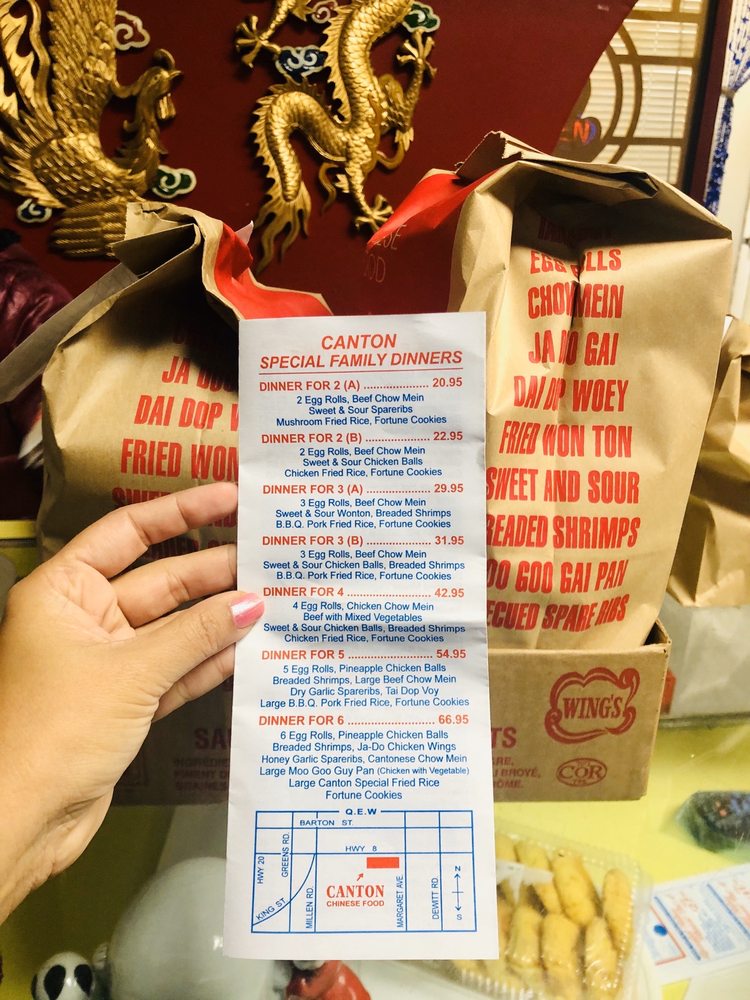 CANTON
SPECIAL FAMILY DINNERS
DINNER FOR 2 (A) ..................... 20.95
2 Egg Rolls, Beef Chow Mein
Sweet & Sour Spareribs
Mushroom Fried Rice, Fortune Cookies
DINNER FOR 2 (B) ..................... 22.95
2 Egg Rolls, Beef Chow Mein
Sweet & Sour Chicken Balls
Chicken Fried Rice, Fortune Cookies
DINNER FOR 3 (A) ..................... 29.95
3 Egg Rolls, Beef Chow Mein
Sweet & Sour Wonton, Breaded Shrimps
B.B.Q. Pork Fried Rice, Fortune Cookies
DINNER FOR 3 (B) ..................... 31.95
3 Egg Rolls, Beef Chow Mein
Sweet & Sour Chicken Balls, Breaded Shrimps
B.B.Q. Pork Fried Rice, Fortune Cookies
DINNER FOR 4 .......................... 42.95
4 Egg Rolls, Chicken Chow Mein
Beef with Mixed Vegetables
Sweet & Sour Chicken Balls, Breaded Shrimps
Chicken Fried Rice, Fortune Cookies
DINNER FOR 5 .......................... 54.95
5 Egg Rolls, Pineapple Chicken Balls
Breaded Shrimps, Large Beef Chow Mein
Dry Garlic Spareribs, Tai Dop Voy
Large B.B.Q. Pork Fried Rice, Fortune Cookies
DINNER FOR 6 .......................... 66.95
6 Egg Rolls, Pineapple Chicken Balls
Breaded Shrimps, Ja-Do Chicken Wings
Honey Garlic Spareribs, Cantonese Chow Mein
Large Moo Goo Guy Pan (Chicken with Vegetable)
Large Canton Special Fried Rice
Fortune Cookies
Q.E.W
BARTON ST.
HWY 8
HWY 20
GREENS RD.
KING ST.
MILLEN RD.
CANTON
CHINESE FOOD
MARGARET AVE.
DEWITT RD.
N
S
JA
DAI DOP
FRIED WON
EGG ROLLS
CHOW MEIN
JA DO GAI
DAI DOP WOEY
FRIED WON TON
SWEET AND SOUR
READED SHRIMPS
OO GOO GAI PAN
ECUED SPARE RIBS
WING'S
COR